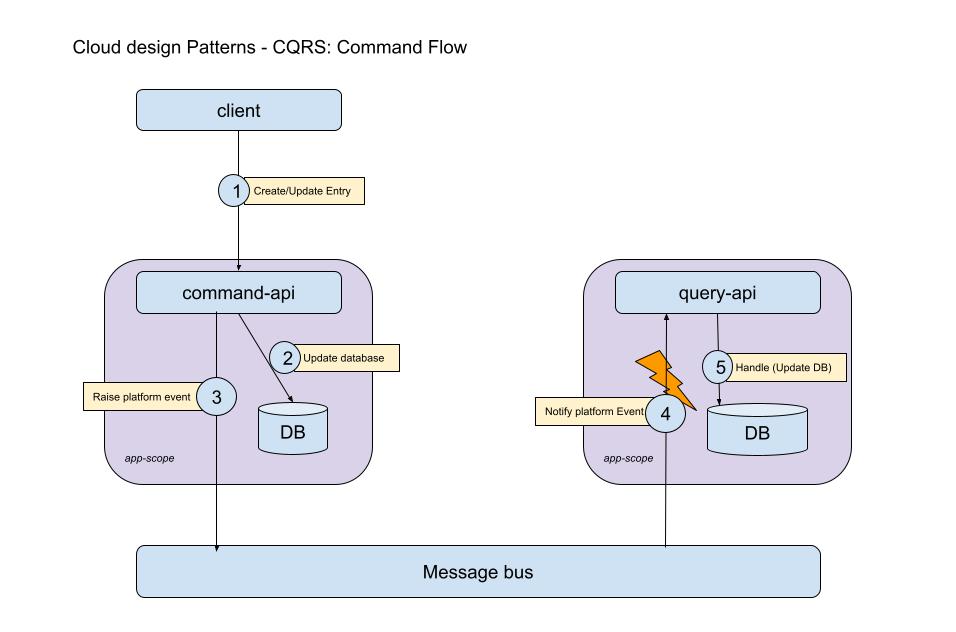 Cloud design Patterns - CQRS: Command Flow
client
1
Create/Update Entry
command-api
query-api
2
Update database
5
Handle (Update DB)
Raise platform event
3
Notify platform Event
4
DB
DB
app-scope
app-scope
Message bus